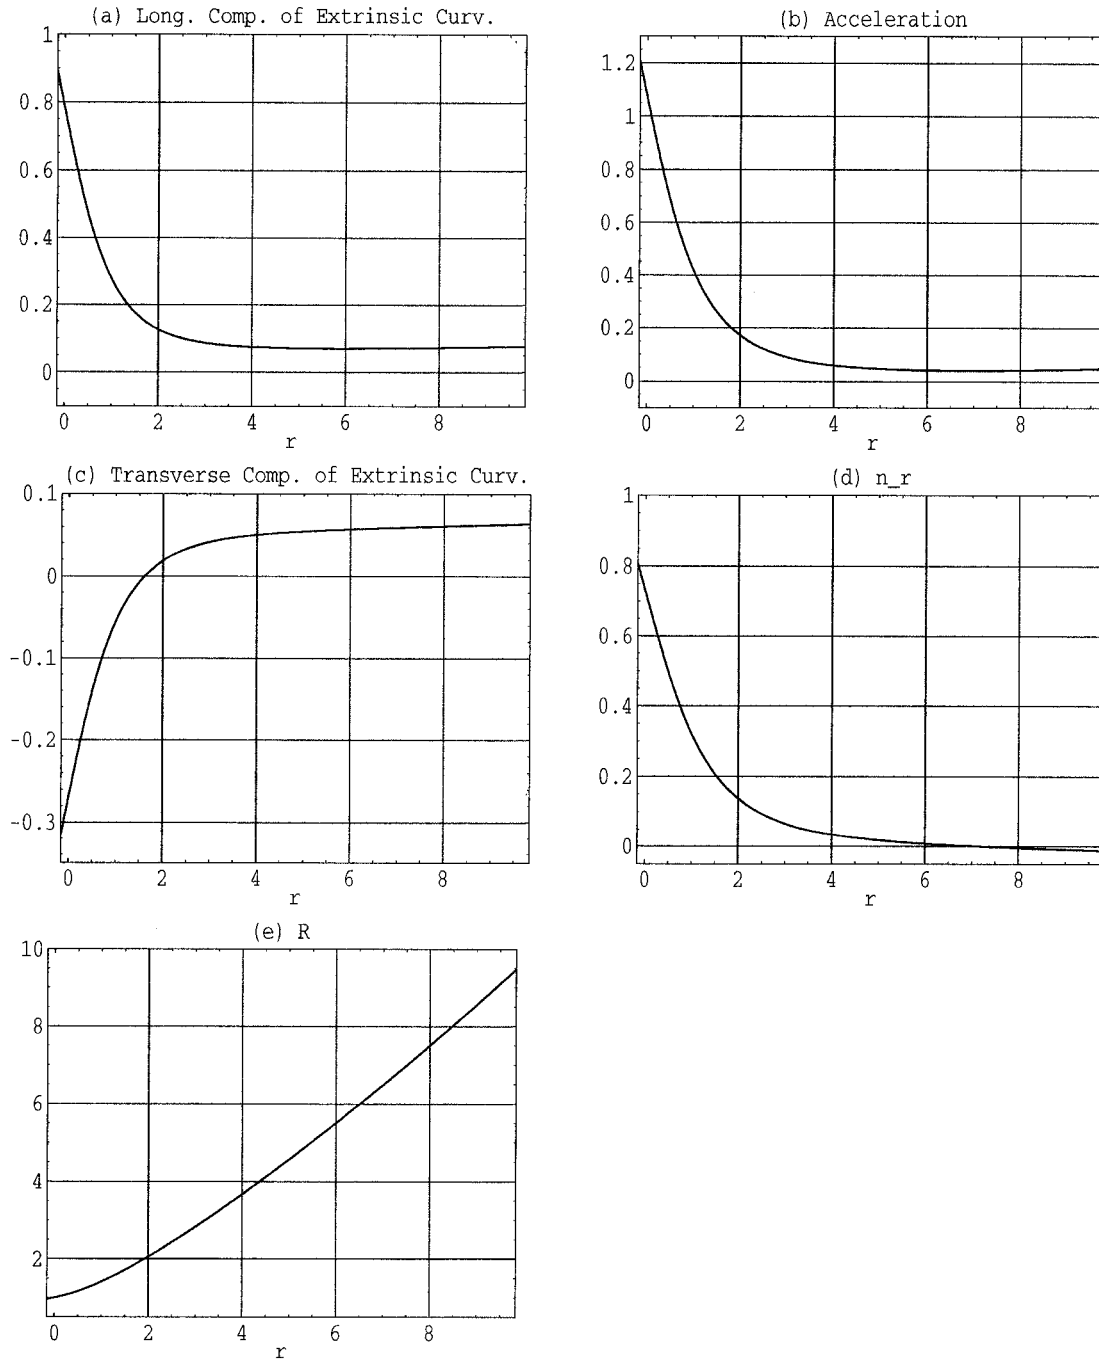 (a) Long. Comp. of Extrinsic Curv.
1
0.8
0.6
0.4
0.2
0
0 2 4 6 8
r
(b) Acceleration
1.2
1
0.8
0.6
0.4
0.2
0
0 2 4 6 8
r
(c) Transverse Comp. of Extrinsic Curv.
0.1
0
-0.1
-0.2
-0.3
0 2 4 6 8
r
(d) n_r
1
0.8
0.6
0.4
0.2
0
0 2 4 6 8
r
(e) R
10
8
6
4
2
0 2 4 6 8
r